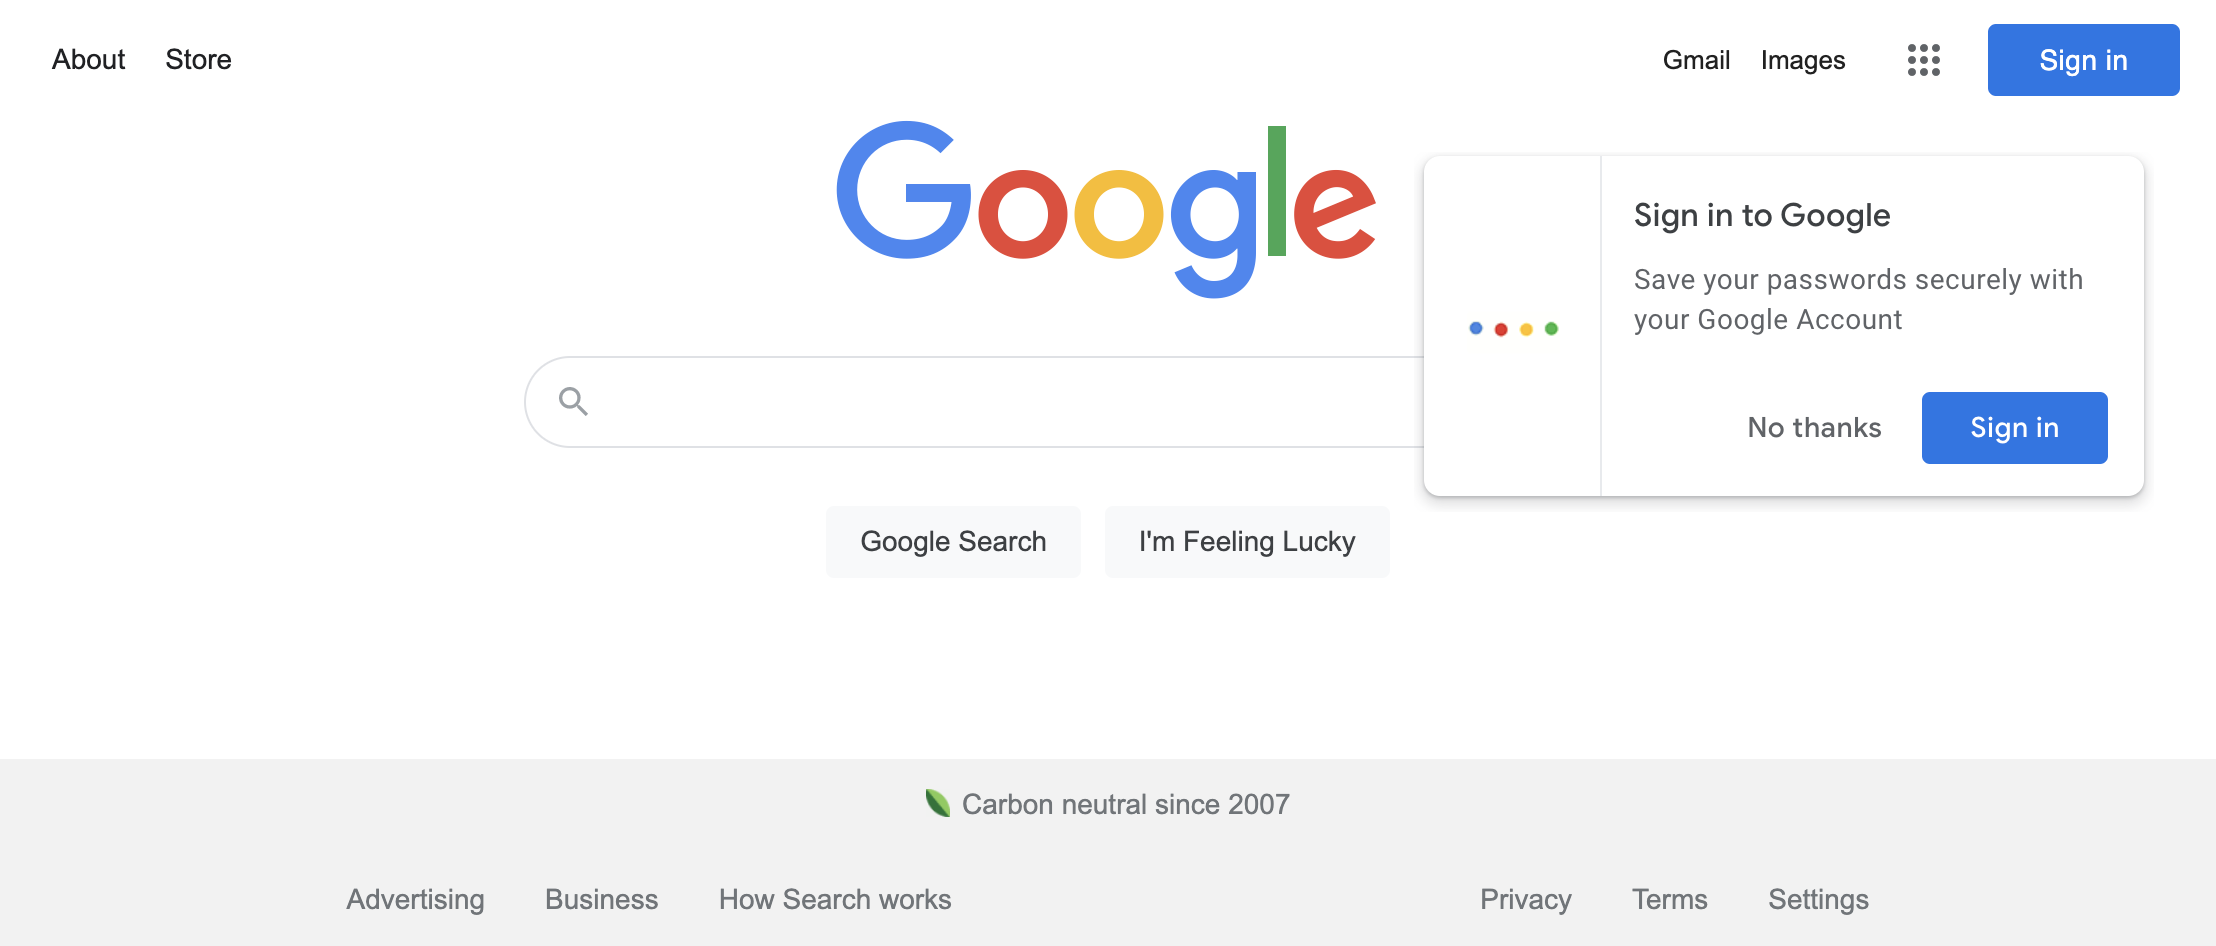 About Store Gmail Images Sign in
Google
Sign in to Google
Save your passwords securely with
your Google Account
No thanks Sign in
Google Search I'm Feeling Lucky
Carbon neutral since 2007
Advertising Business How Search works Privacy Terms Settings